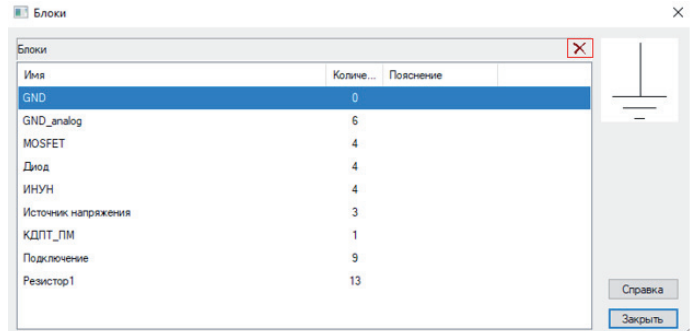 Блоки
Блоки
Имя Количе... Пояснение
GND 0
GND_analog 6
MOSFET 4
Диод 4
ИНУН 4
Источник напряжения 3
КДПТ_ПМ 1
Подключение 9
Резистор1 13
Справка
Закрыть